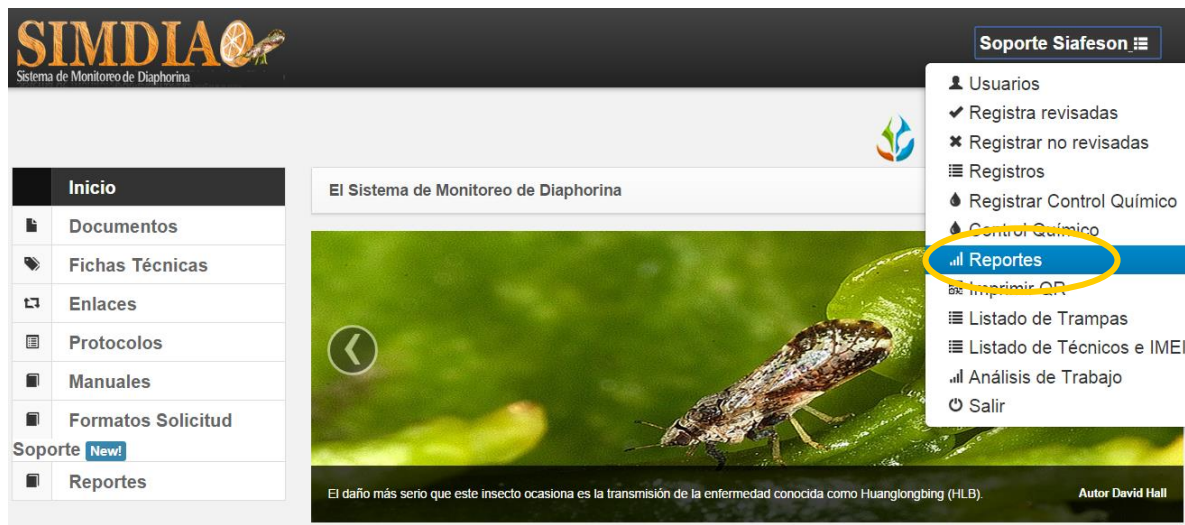 SIMDIA
Sistema de Monitoreo de Diaphorina
Soporte Siafeson
Usuarios
Registra revisadas
Registrar no revisadas
Registros
Registrar Control Químico
Control Químico
Reportes
Imprimir QR
Listado de Trampas
Listado de Técnicos e IMEI
Análisis de Trabajo
Salir
Inicio
Documentos
Fichas Técnicas
Enlaces
Protocolos
Manuales
Formatos Solicitud
Soporte New!
Reportes
El Sistema de Monitoreo de Diaphorina
El daño más serio que este insecto ocasiona es la transmisión de la enfermedad conocida como Huanglongbing (HLB).
Autor David Hall